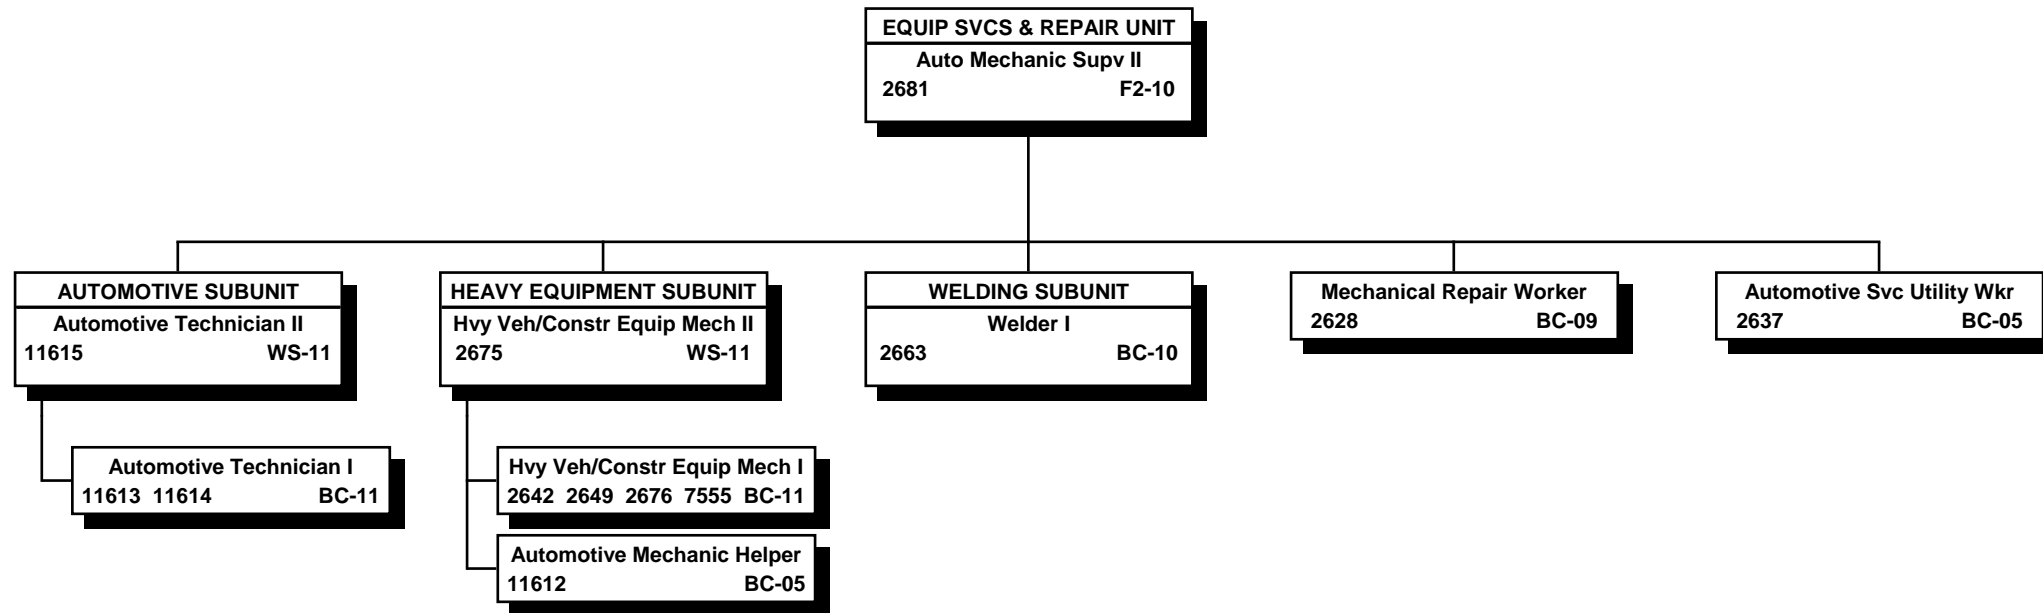 EQUIP SVCS & REPAIR UNIT
Auto Mechanic Supv II
2681 F2-10
AUTOMOTIVE SUBUNIT
Automotive Technician II
11615 WS-11
Automotive Technician I
11613 11614 BC-11
HEAVY EQUIPMENT SUBUNIT
Hvy Veh/Constr Equip Mech II
2675 WS-11
Hvy Veh/Constr Equip Mech I
2642 2649 2676 7555 BC-11
Automotive Mechanic Helper
11612 BC-05
WELDING SUBUNIT
Welder I
2663 BC-10
Mechanical Repair Worker
2628 BC-09
Automotive Svc Utility Wkr
2637 BC-05